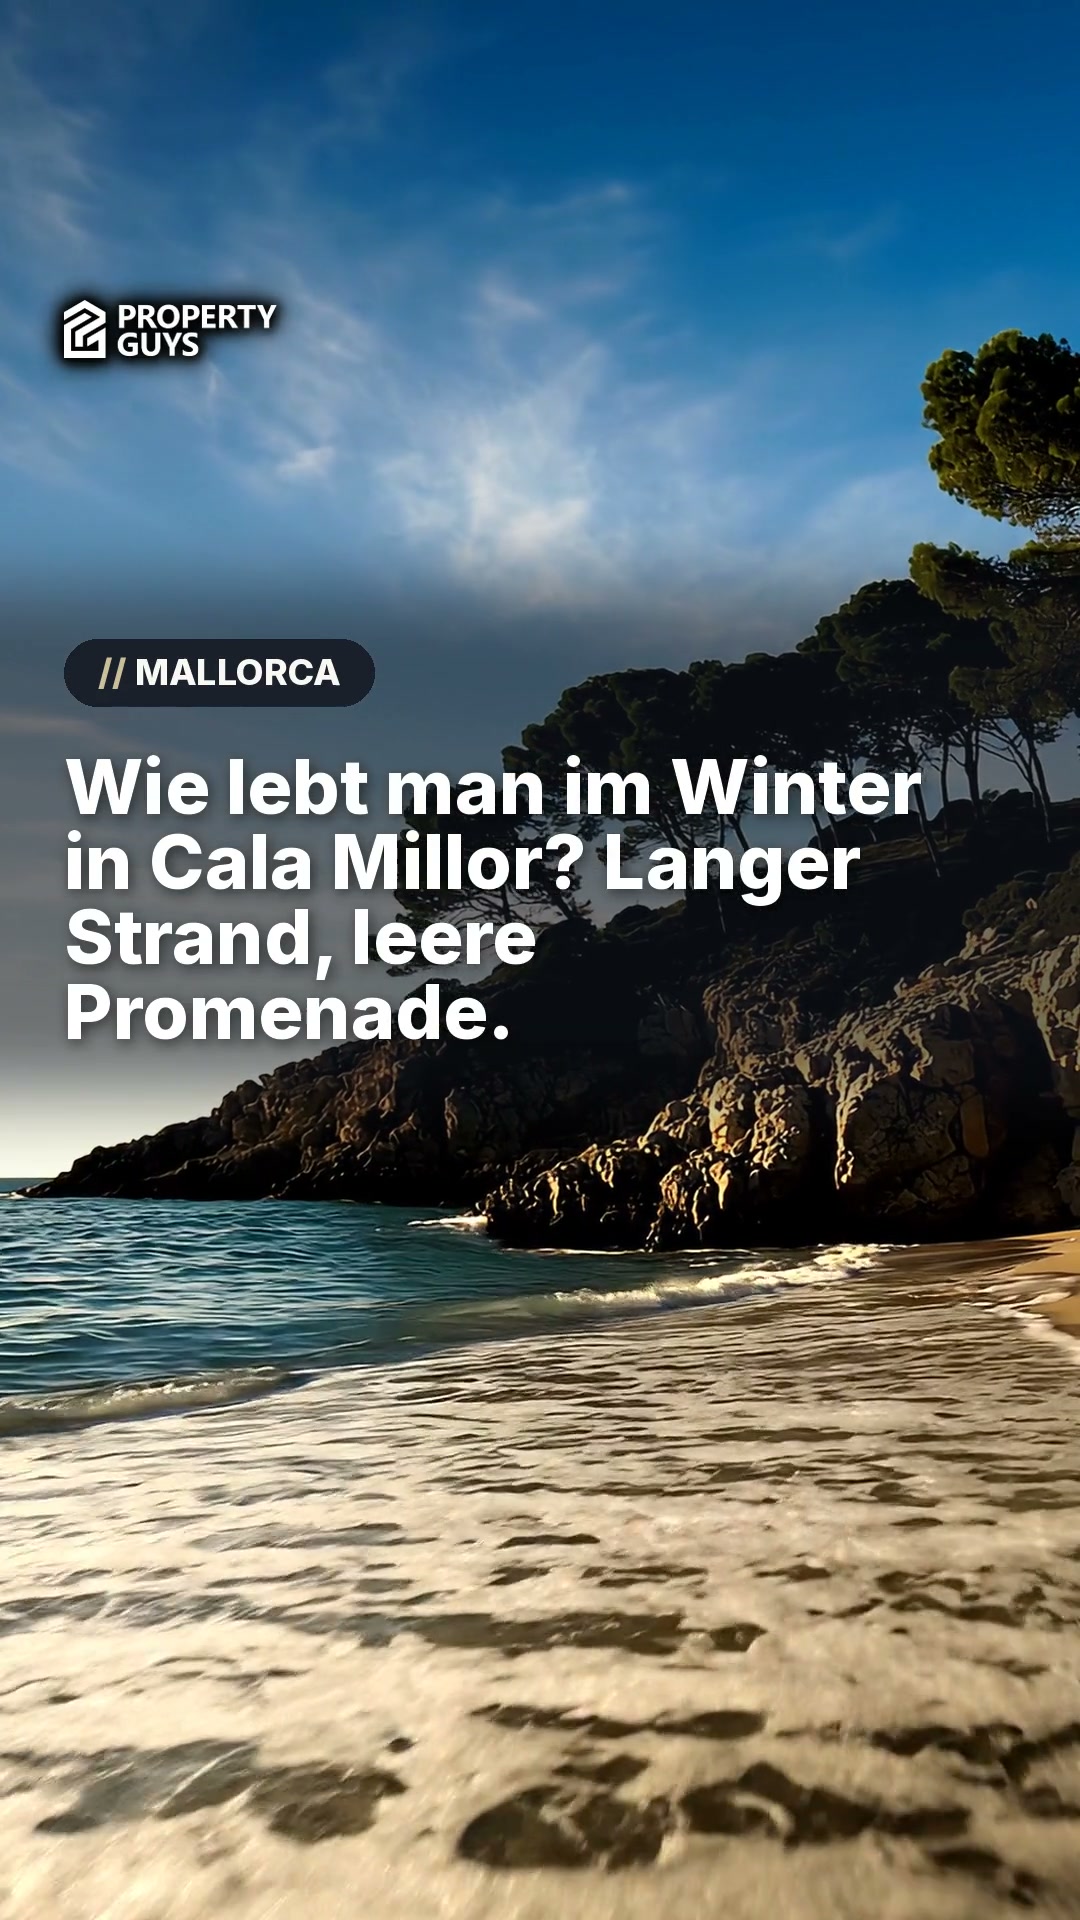 PROPERTY
GUYS
// MALLORCA
Wie lebt man im Winter
in Cala Millor? Langer
Strand, leere
Promenade.